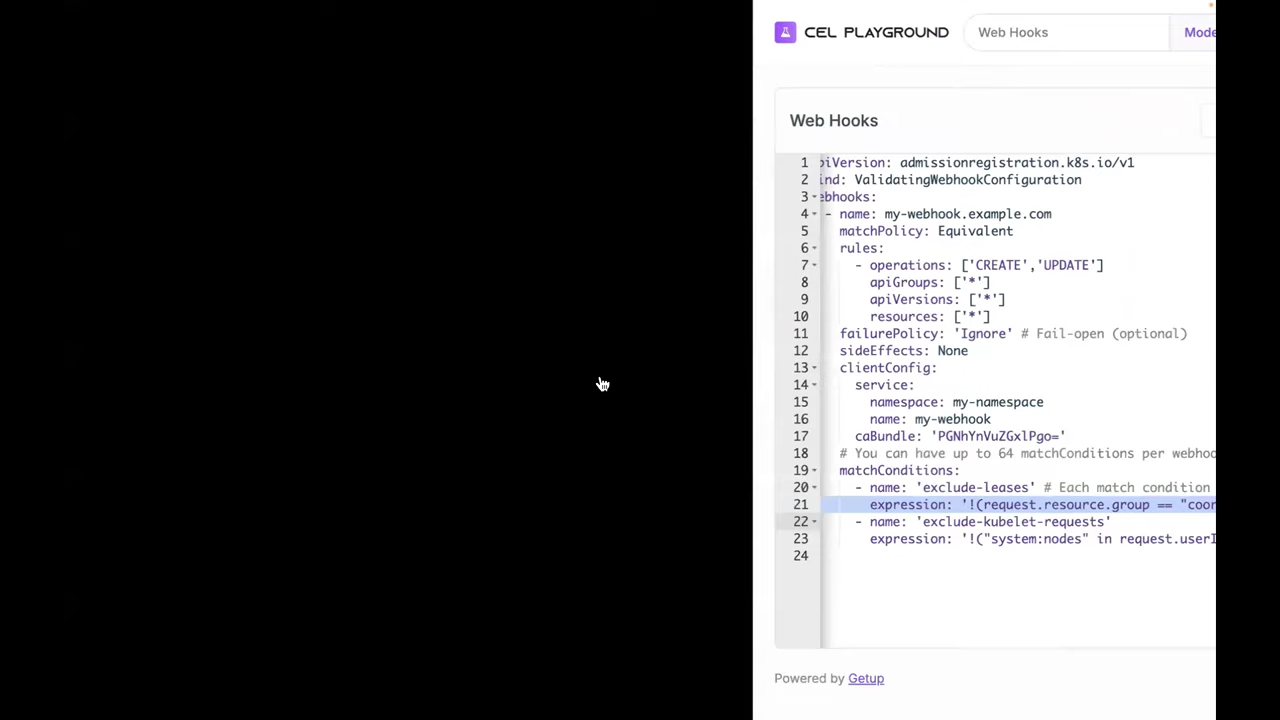 CEL PLAYGROUND
Web Hooks
Mode
Web Hooks
1 piVersion: admissionregistration.k8s.io/v1
2 ind: ValidatingWebhookConfiguration
3 ebhooks:
4 - name: my-webhook.example.com
5 matchPolicy: Equivalent
6 rules:
7 - operations: ['CREATE','UPDATE']
8 apiGroups: ['*']
9 apiVersions: ['*']
10 resources: ['*']
11 failurePolicy: 'Ignore' # Fail-open (optional)
12 sideEffects: None
13 clientConfig:
14 service:
15 namespace: my-namespace
16 name: my-webhook
17 caBundle: 'PGNhYnVuZGxlPgo='
18 # You can have up to 64 matchConditions per webhoo
19 matchConditions:
20 - name: 'exclude-leases' # Each match condition
21 expression: '!(request.resource.group == "coor
22 - name: 'exclude-kubelet-requests'
23 expression: '!("system:nodes" in request.userI
24
Powered by Getup